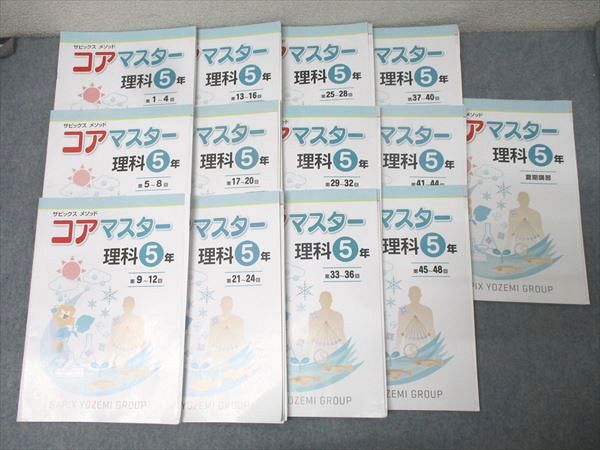 サピックス メソッド
コアマスター
理科5年
第1〜4回
マスター
理科5年
第13〜16回
マスター
理科5年
第25〜28回
マスター
理科5年
第37〜40回
サピックス メソッド
コアマスター
理科5年
第5〜8回
マスター
理科5年
第17〜20回
マスター
理科5年
第29〜32回
マスター
理科5年
第41〜44回
アマスター
理科5年
夏期講習
PIX YOZEMI GROUP
サピックス メソッド
コアマスター
理科5年
第9〜12回
SAPIX YOZEMI GROUP
マスター
理科5年
第21〜24回
YOZEMI GROUP
マスター
理科5年
第33〜36回
YOZEMI GROUP
マスター
理科5年
第45〜48回
YOZEMI GROUP